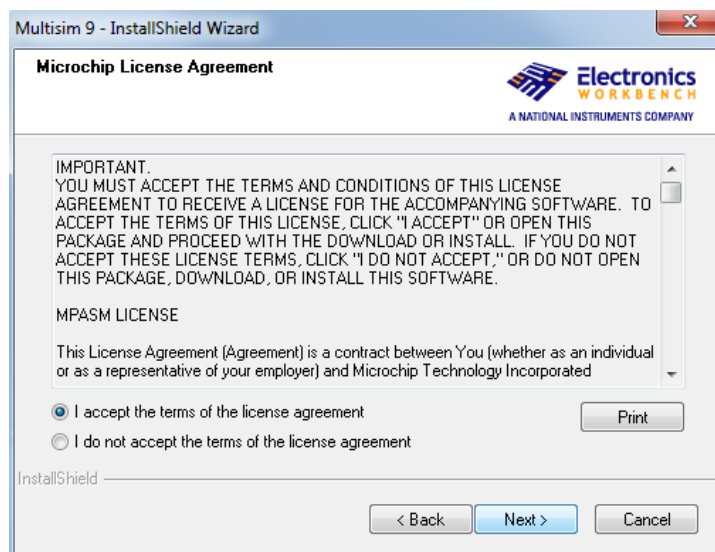 Multisim 9 - InstallShield Wizard
Microchip License Agreement
Electronics
WORKBENCH
A NATIONAL INSTRUMENTS COMPANY
IMPORTANT.
YOU MUST ACCEPT THE TERMS AND CONDITIONS OF THIS LICENSE
AGREEMENT TO RECEIVE A LICENSE FOR THE ACCOMPANYING SOFTWARE. TO
ACCEPT THE TERMS OF THIS LICENSE, CLICK "I ACCEPT" OR OPEN THIS
PACKAGE AND PROCEED WITH THE DOWNLOAD OR INSTALL. IF YOU DO NOT
ACCEPT THESE LICENSE TERMS, CLICK "I DO NOT ACCEPT," OR DO NOT OPEN
THIS PACKAGE, DOWNLOAD, OR INSTALL THIS SOFTWARE.
MPASM LICENSE
This License Agreement (Agreement) is a contract between You (whether as an individual
or as a representative of your employer) and Microchip Technology Incorporated
I accept the terms of the license agreement
Print
I do not accept the terms of the license agreement
InstallShield
< Back
Next >
Cancel